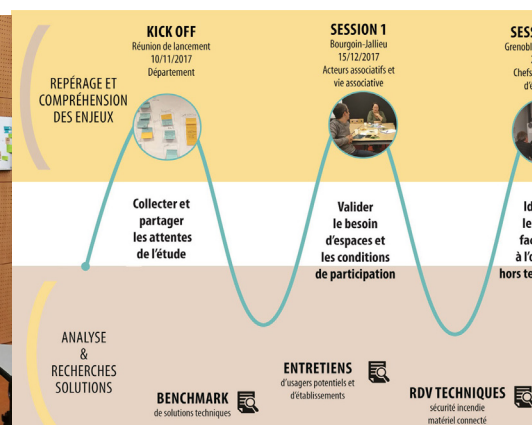 KICK OFF
Réunion de lancement
10/11/2017
Département
SESSION 1
Bourgoin-Jallieu
15/12/2017
Acteurs associatifs et
vie associative
REPÉRAGE ET
COMPRÉHENSION
DES ENJEUX
Collecter et
partager
les attentes
de l'étude
Valider
le besoin
d'espaces et
les conditions
de participation
ANALYSE
&
RECHERCHES
SOLUTIONS
BENCHMARK
de solutions techniques
ENTRETIENS
d'usagers potentiels et
d'établissements
RDV TECHNIQUES
sécurité incendie
matériel connecté